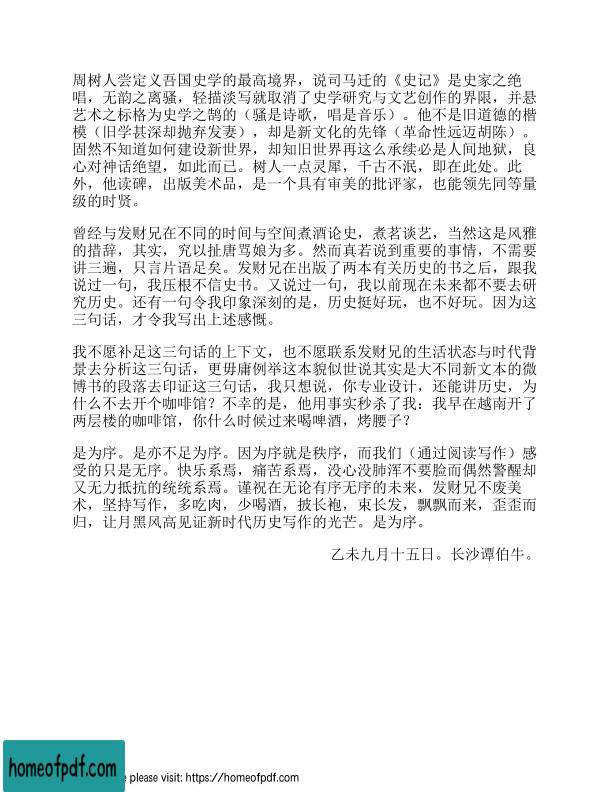 周树人尝定义吾国史学的最高境界，说司马迁的《史记》是史家之绝
唱，无韵之离骚，轻描淡写就取消了史学研究与文艺创作的界限，并悬
艺术之标格为史学之鹄的（骚是诗歌，唱是音乐）。他不是旧道德的楷
模（旧学甚深却抛弃发妻），却是新文化的先锋（革命性远迈胡陈）。
固然不知道如何建设新世界，却知旧世界再这么承续必是人间地狱，良
心对神话绝望，如此而已。树人一点灵犀，千古不泯，即在此处。此
外，他读碑，出版美术品，是一个具有审美的批评家，也能领先同等量
级的时贤。
曾经与发财兄在不同的时间与空间煮酒论史，煮茗谈艺，当然这是风雅
的措辞，其实，究以扯唐骂娘为多。然而真若说到重要的事情，不需要
讲三遍，只言片语足矣。发财兄在出版了两本有关历史的书之后，跟我
说过一句，我压根不信史书。又说过一句，我以前现在未来都不要去研
究历史。还有一句令我印象深刻的是，历史挺好玩，也不好玩。因为这
三句话，才令我写出上述感慨。
我不愿补足这三句话的上下文，也不愿联系发财兄的生活状态与时代背
景去分析这三句话，更毋庸例举这本貌似世说其实是大不同新文本的微
博书的段落去印证这三句话，我只想说，你专业设计，还能讲历史，为
什么不去开个咖啡馆？不幸的是，他用事实秒杀了我：我早在越南开了
两层楼的咖啡馆，你什么时候过来喝啤酒，烤腰子？
是为序。是亦不足为序。因为序就是秩序，而我们（通过阅读写作）感
受的只是无序。快乐系焉，痛苦系焉，没心没肺浑不要脸而偶然警醒却
又无力抵抗的统统系焉。谨祝在无论有序无序的未来，发财兄不废美
术，坚持写作，多吃肉，少喝酒，披长袍，束长发，飘飘而来，歪歪而
归，让月黑风高见证新时代历史写作的光芒。是为序。
乙未九月十五日。长沙谭伯牛。
homeofpdf.com
e please visit: https://homeofpdf.com